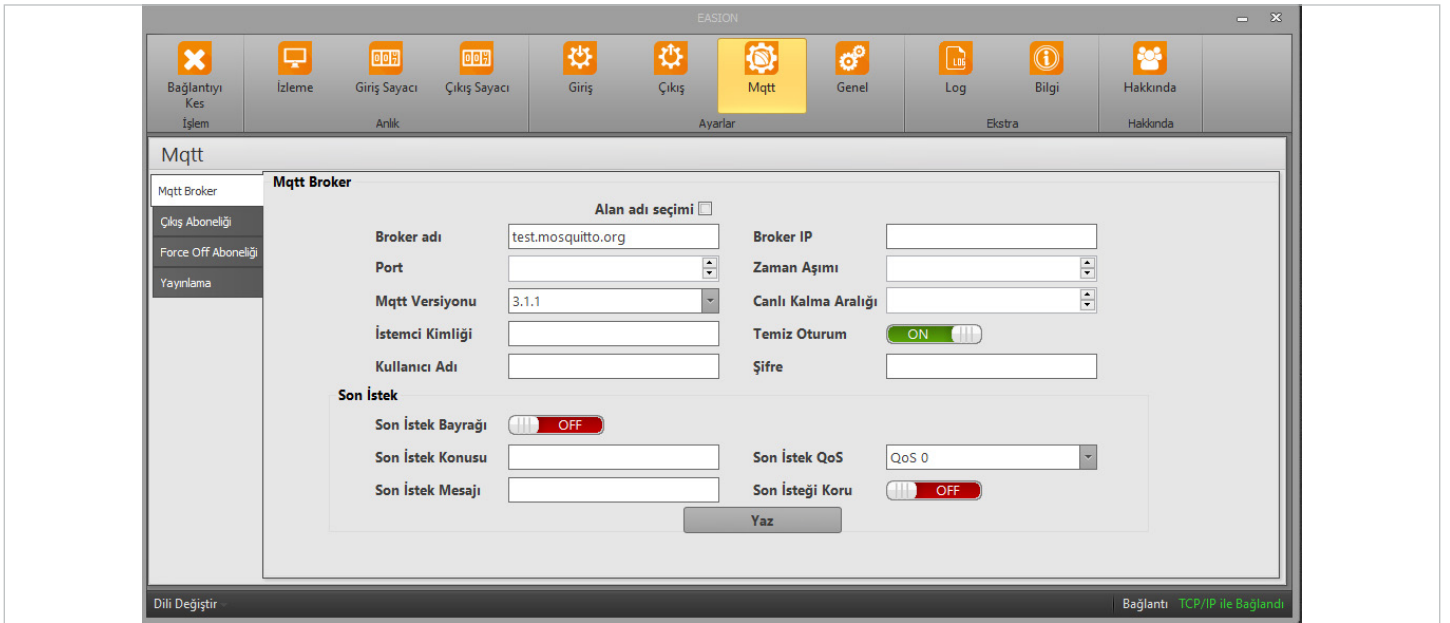 EASION
Bağlantıyı Kes
İzleme
Giriş Sayacı
Çıkış Sayacı
Giriş
Çıkış
Mqtt
Genel
Log
Bilgi
Hakkında
İşlem
Anlık
Ayarlar
Ekstra
Hakkında
Mqtt
Mqtt Broker
Çıkış Aboneliği
Force Off Aboneliği
Yayınlama
Mqtt Broker
Alan adı seçimi
Broker adı test.mosquitto.org Broker IP
Port Zaman Aşımı
Mqtt Versiyonu 3.1.1 Canlı Kalma Aralığı
İstemci Kimliği Temiz Oturum ON
Kullanıcı Adı Şifre
Son İstek
Son İstek Bayrağı OFF
Son İstek Konusu Son İstek QoS QoS 0
Son İstek Mesajı Son İsteği Koru OFF
Yaz
Dili Değiştir Bağlantı TCP/IP ile Bağlandı